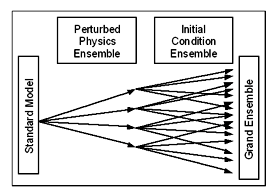 Perturbed
Physics
Ensemble
Initial
Condition
Ensemble
Standard Model
Grand Ensemble